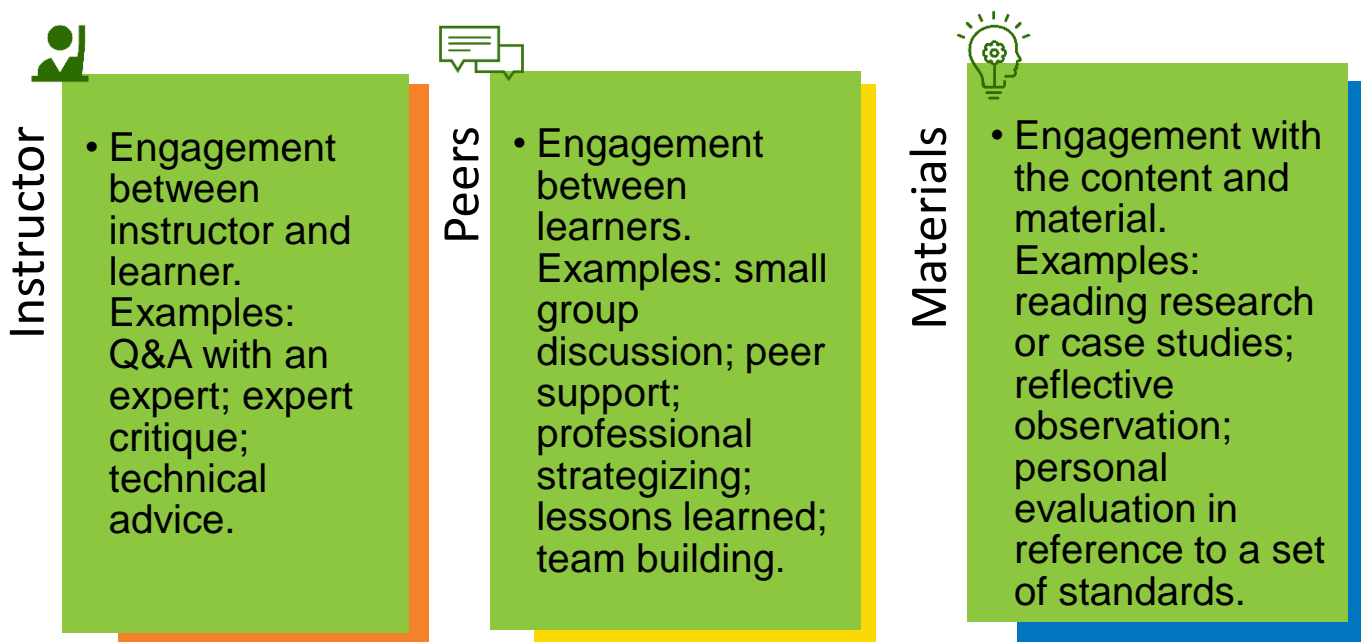 Instructor
• Engagement
between
instructor and
learner.
Examples:
Q&A with an
expert; expert
critique;
technical
advice.
Peers
• Engagement
between
learners.
Examples: small
group
discussion; peer
support;
professional
strategizing;
lessons learned;
team building.
Materials
• Engagement with
the content and
material.
Examples:
reading research
or case studies;
reflective
observation;
personal
evaluation in
reference to a set
of standards.